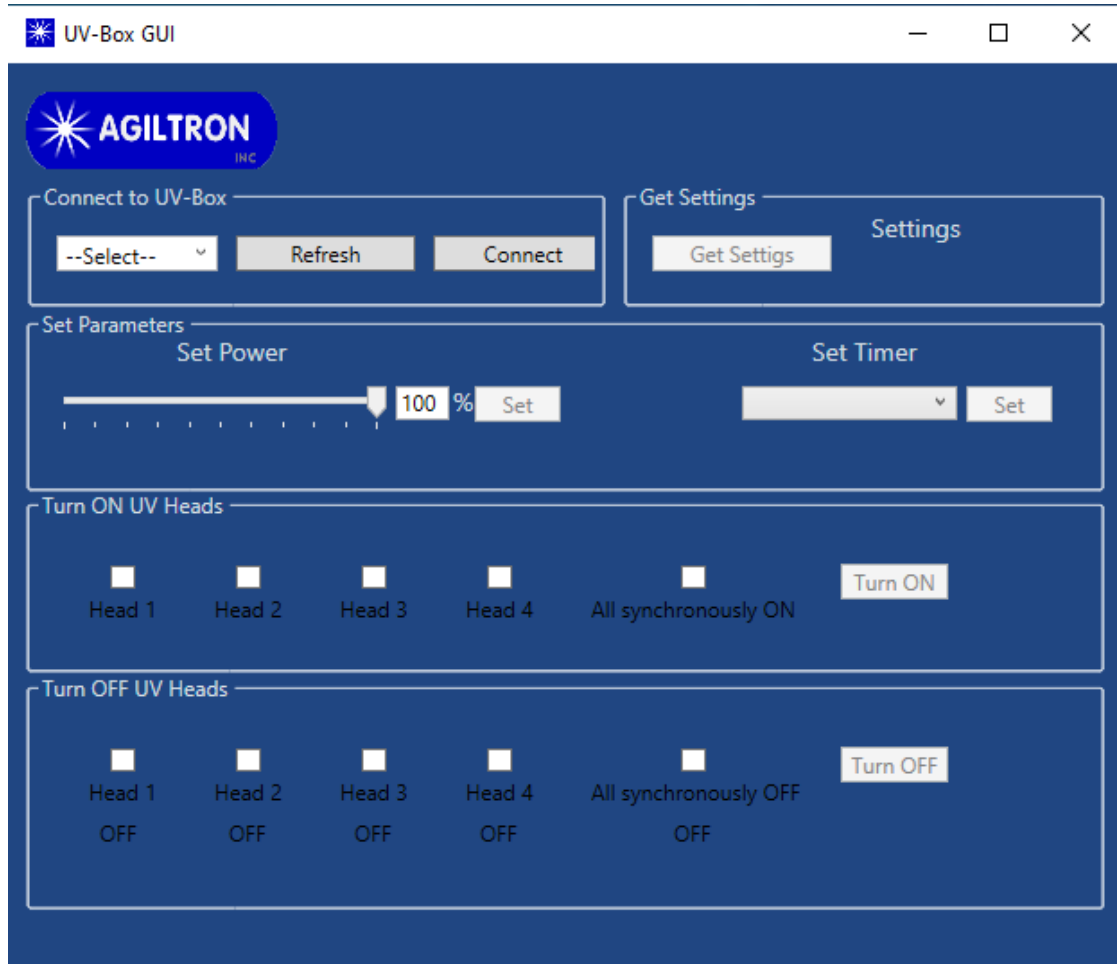 UV-Box GUI
AGILTRON
INC
Connect to UV-Box
--Select--
Refresh
Connect
Get Settings
Get Settigs
Settings
Set Parameters
Set Power
100 %
Set
Set Timer
Set
Turn ON UV Heads
Head 1 Head 2 Head 3 Head 4 All synchronously ON
Turn ON
Turn OFF UV Heads
Head 1 Head 2 Head 3 Head 4 All synchronously OFF
Turn OFF
OFF OFF OFF OFF OFF